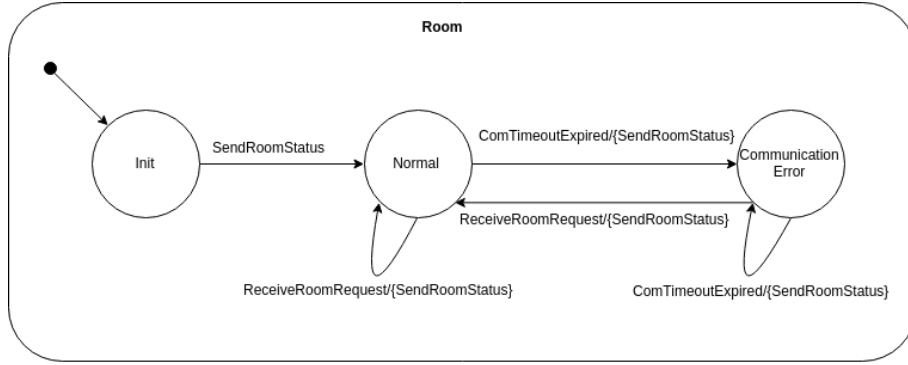 Room
Init
SendRoomStatus
Normal
ComTimeoutExpired/{SendRoomStatus}
Communication
Error
ReceiveRoomRequest/{SendRoomStatus}
ReceiveRoomRequest/{SendRoomStatus}
ComTimeoutExpired/{SendRoomStatus}